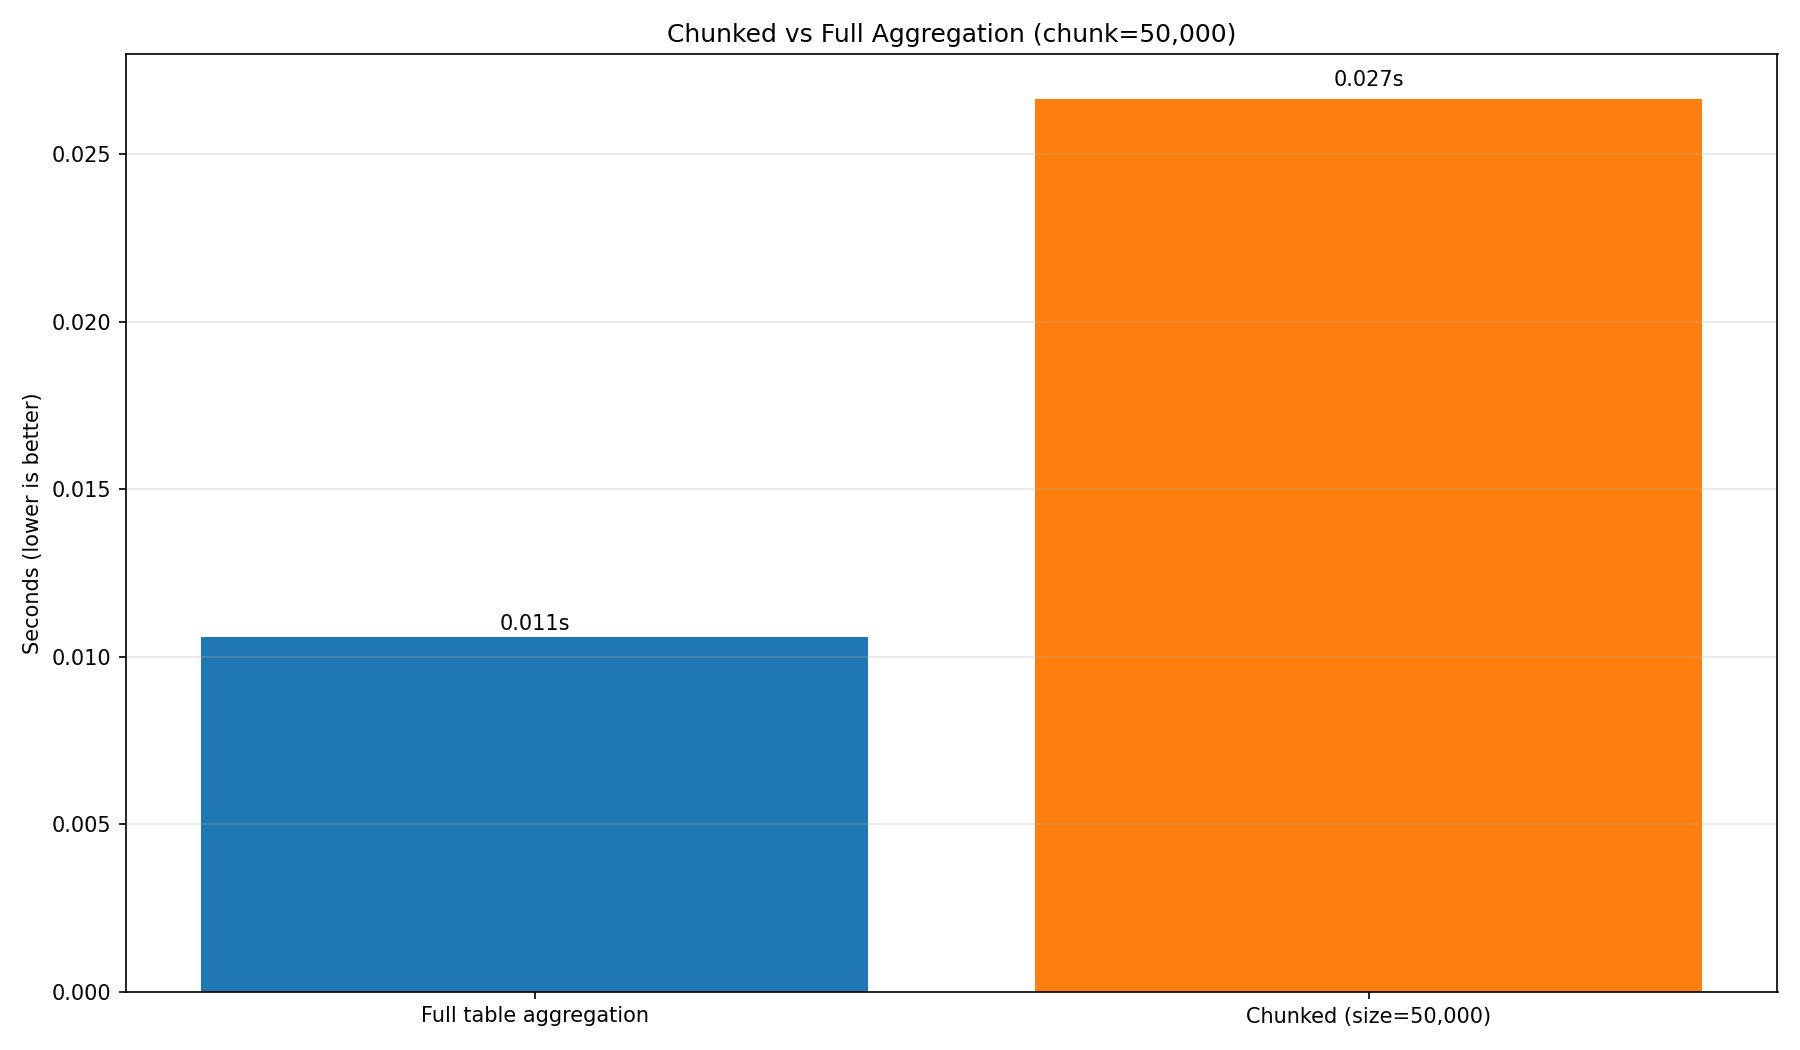 Chunked vs Full Aggregation (chunk=50,000)
0.027s
0.025
0.020
0.015
0.011s
0.010
0.005
0.000
Seconds (lower is better)
Full table aggregation
Chunked (size=50,000)